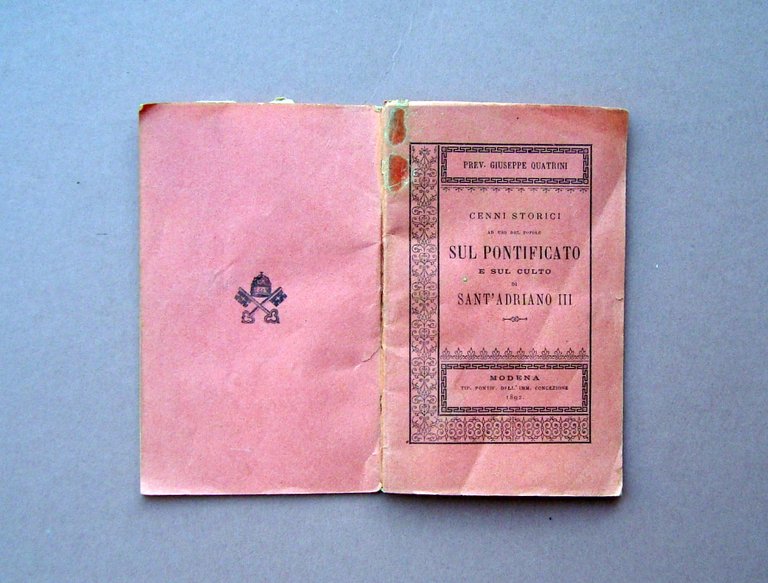 PREV. GIUSEPPE QUATRINI
CENNI STORICI
AD USO DEL POPOLO
SUL PONTIFICATO
E SUL CULTO
DI
SANT'ADRIANO III
MODENA
TIP. PONTIF. DELL' IMM. CONCEZIONE
1892.